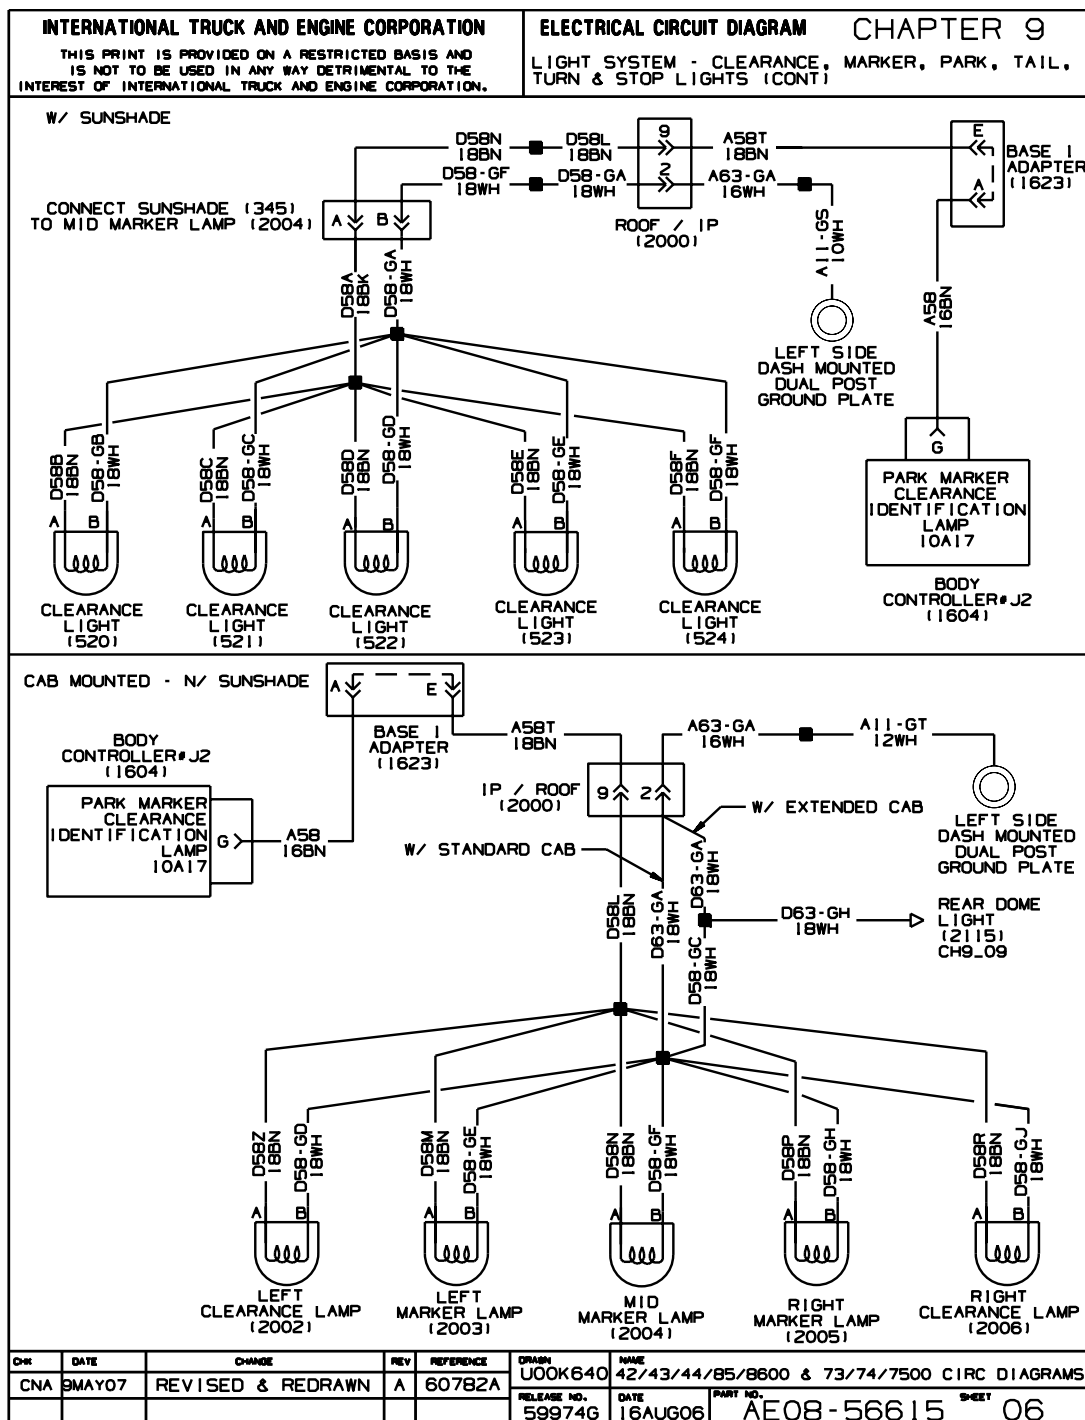 INTERNATIONAL TRUCK AND ENGINE CORPORATION
THIS PRINT IS PROVIDED ON A RESTRICTED BASIS AND
IS NOT TO BE USED IN ANY WAY DETRIMENTAL TO THE
INTEREST OF INTERNATIONAL TRUCK AND ENGINE CORPORATION.
ELECTRICAL CIRCUIT DIAGRAM
CHAPTER 9
LIGHT SYSTEM - CLEARANCE, MARKER, PARK, TAIL,
TURN & STOP LIGHTS (CONT)
W/ SUNSHADE
D58N
18BN
D58L
18BN
9
A58T
18BN
E
BASE 1
ADAPTER
(1623)
D58-GF
18WH
D58-GA
18WH
2
A63-GA
16WH
A
CONNECT SUNSHADE (345)
TO MID MARKER LAMP (2004)
A
B
ROOF / IP
(2000)
A11-GS
10WH
D58A
18BK
D58-GA
18WH
A58
16BN
LEFT SIDE
DASH MOUNTED
DUAL POST
GROUND PLATE
D58B
18BN
D58-GB
18WH
D58C
18BN
D58-GC
18WH
D58D
18BN
D58-GD
18WH
D58E
18BN
D58-GE
18WH
D58F
18BN
D58-GF
18WH
G
PARK MARKER
CLEARANCE
IDENTIFICATION
LAMP
10A17
A
B
A
B
A
B
A
B
A
B
BODY
CONTROLLER#J2
(1604)
CLEARANCE
LIGHT
(520)
CLEARANCE
LIGHT
(521)
CLEARANCE
LIGHT
(522)
CLEARANCE
LIGHT
(523)
CLEARANCE
LIGHT
(524)
CAB MOUNTED - N/ SUNSHADE
A
E
BASE 1
ADAPTER
(1623)
A58T
18BN
A63-GA
16WH
A11-GT
12WH
BODY
CONTROLLER#J2
(1604)
IP / ROOF
(2000)
9
2
W/ EXTENDED CAB
PARK MARKER
CLEARANCE
IDENTIFICATION
LAMP
10A17
G
A58
16BN
W/ STANDARD CAB
LEFT SIDE
DASH MOUNTED
DUAL POST
GROUND PLATE
D58L
18BN
D63-GA
18WH
D63-GA
18WH
D63-GH
18WH
REAR DOME
LIGHT
(2115)
CH9_09
D58-GC
18WH
D58Z
18BN
D58-GD
18WH
D58M
18BN
D58-GE
18WH
D58N
18BN
D58-GF
18WH
D58P
18BN
D58-GH
18WH
D58R
18BN
D58-GJ
18WH
A
B
A
B
A
B
A
B
A
B
LEFT
CLEARANCE LAMP
(2002)
LEFT
MARKER LAMP
(2003)
MID
MARKER LAMP
(2004)
RIGHT
MARKER LAMP
(2005)
RIGHT
CLEARANCE LAMP
(2006)
CHK
DATE
CHANGE
REV
REFERENCE
DRAWN
U00K640
NAME
42/43/44/85/8600 & 73/74/7500 CIRC DIAGRAMS
CNA
9MAY07
REVISED & REDRAWN
A
60782A
RELEASE NO.
59974G
DATE
16AUG06
PART NO.
AE08-56615
SHEET
06